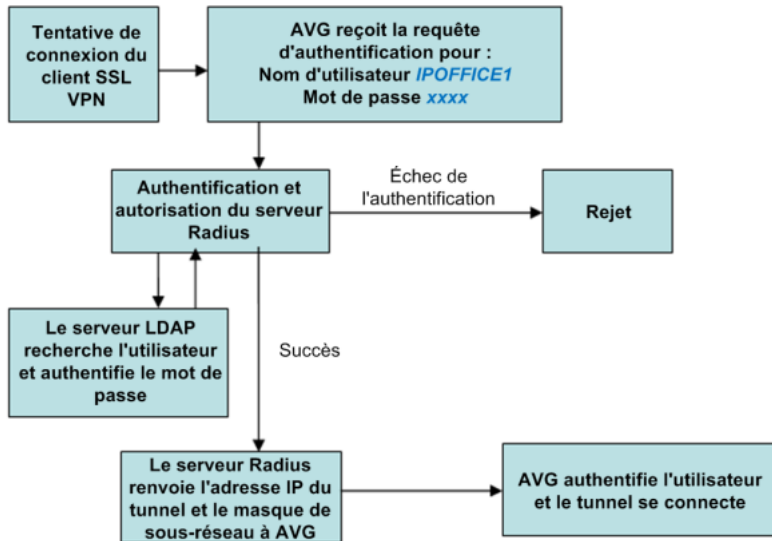 Tentative de
connexion du
client SSL
VPN
AVG reçoit la requête
d'authentification pour :
Nom d'utilisateur IPOFFICE1
Mot de passe xxxx
Authentification et
autorisation du serveur
Radius
Échec de
l'authentification
Rejet
Le serveur LDAP
recherche l'utilisateur
et authentifie le mot de
passe
Succès
Le serveur Radius
renvoie l'adresse IP du
tunnel et le masque de
sous-réseau à AVG
AVG authentifie l'utilisateur
et le tunnel se connecte